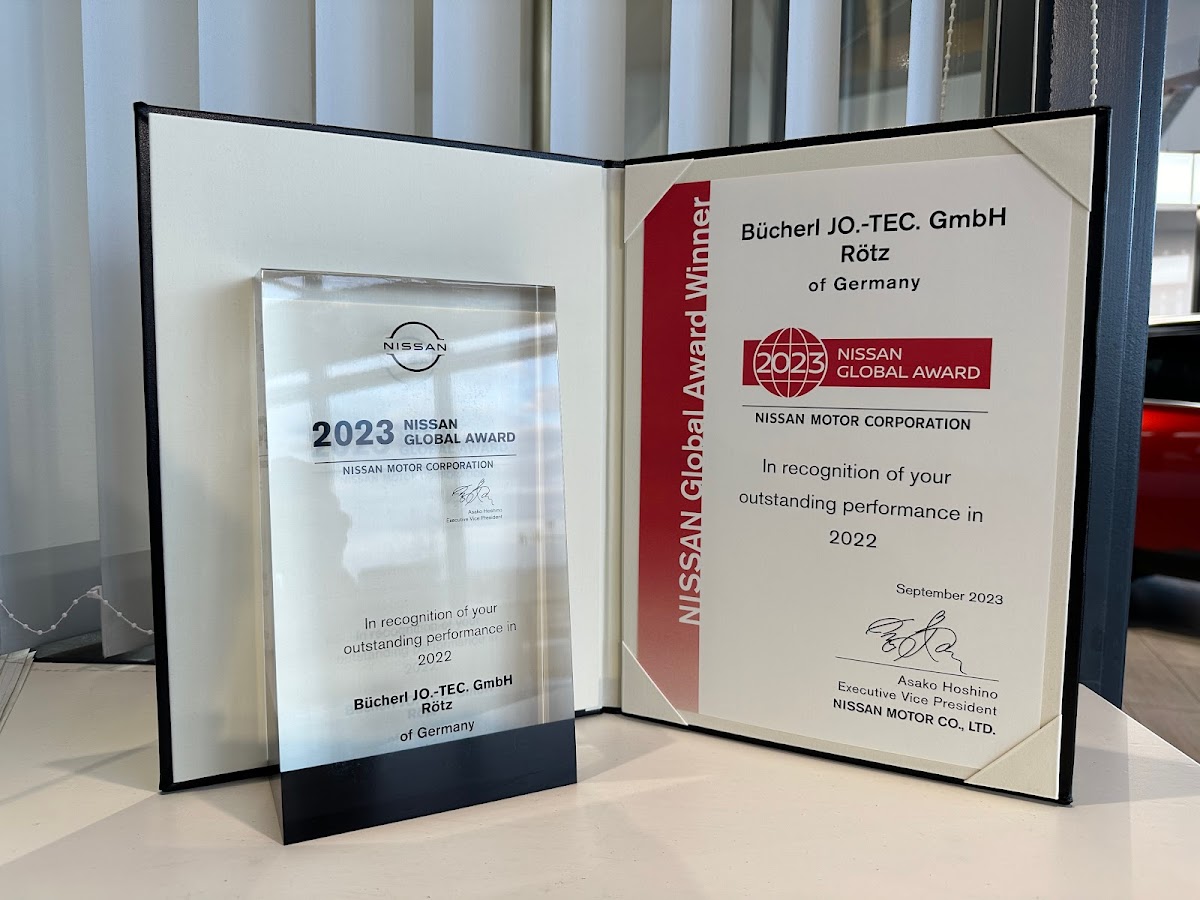 NISSAN
2023 NISSAN
GLOBAL AWARD
NISSAN MOTOR CORPORATION
Asako Hoshino
Executive Vice President
In recognition of your
outstanding performance in
2022
Bücherl JO.-TEC. GmbH
Rötz
of Germany
NISSAN Global Award Winner
Bücherl JO.-TEC. GmbH
Rötz
of Germany
2023 NISSAN
GLOBAL AWARD
NISSAN MOTOR CORPORATION
In recognition of your
outstanding performance in
2022
September 2023
Asako Hoshino
Executive Vice President
NISSAN MOTOR CO., LTD.